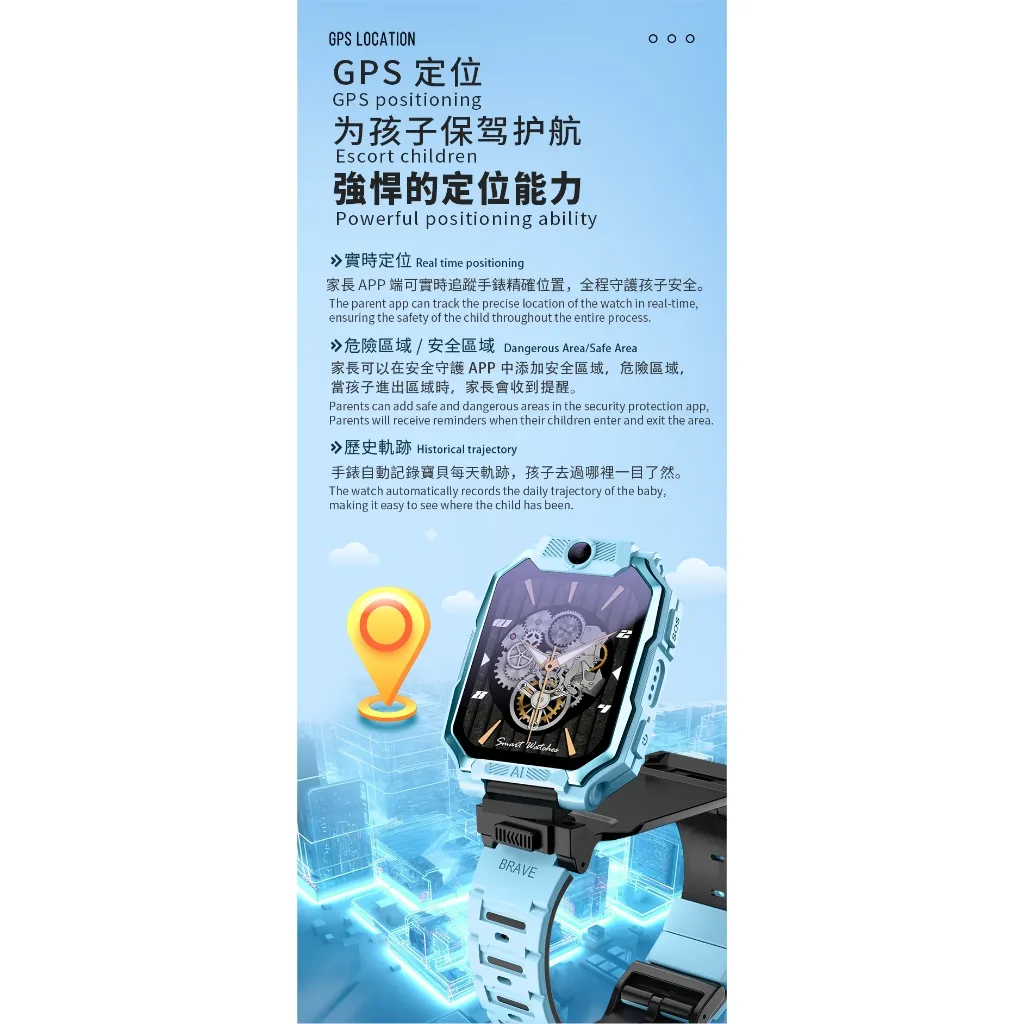 GPS LOCATION
GPS 定位
GPS positioning
为孩子保驾护航
Escort children
強悍的定位能力
Powerful positioning ability
實時定位 Real time positioning
家長 APP 端可實時追蹤手錶精確位置，全程守護孩子安全。
The parent app can track the precise location of the watch in real-time,
ensuring the safety of the child throughout the entire process.
危險區域 / 安全區域 Dangerous Area/Safe Area
家長可以在安全守護 APP 中添加安全區域，危險區域，
當孩子進出區域時，家長會收到提醒。
Parents can add safe and dangerous areas in the security protection app,
Parents will receive reminders when their children enter and exit the area.
歷史軌跡 Historical trajectory
手錶自動記錄寶貝每天軌跡，孩子去過哪裡一目了然。
The watch automatically records the daily trajectory of the baby,
making it easy to see where the child has been.
SOS
10
2
8
4
Smart Watches
AI
BRAVE